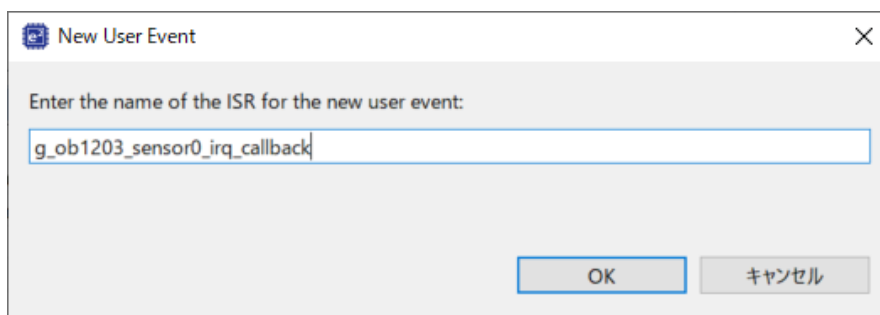 New User Event
Enter the name of the ISR for the new user event:
g_ob1203_sensor0_irq_callback
OK キャンセル